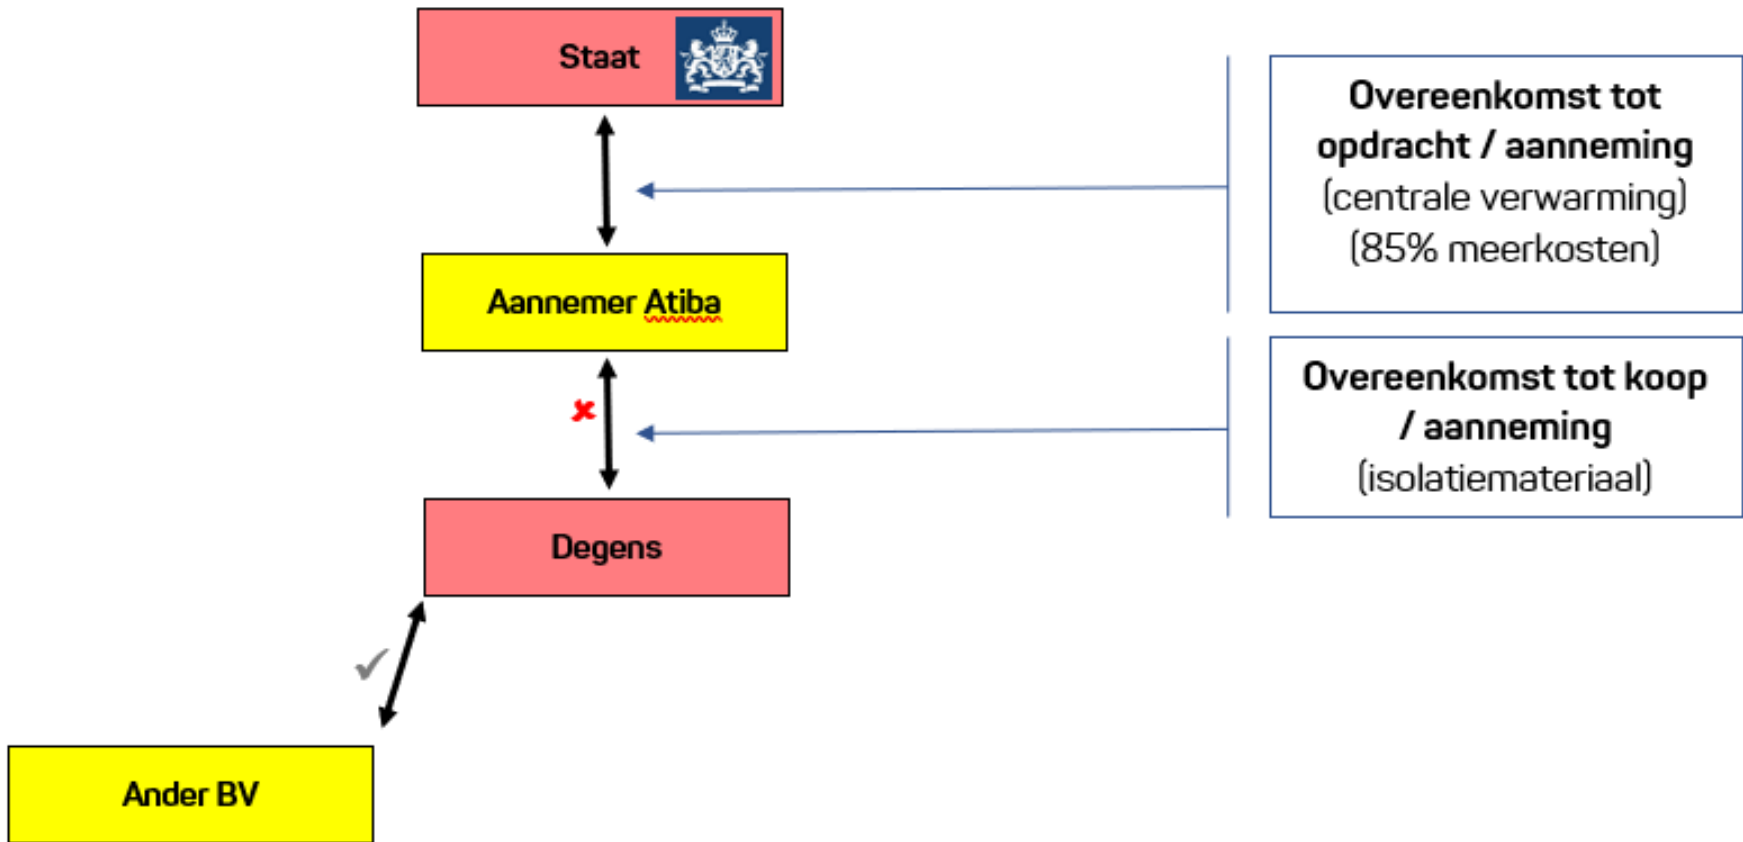 Staat
Overeenkomst tot
opdracht / aanneming
(centrale verwarming)
(85% meerkosten)
Aannemer Atiba
Overeenkomst tot koop
/ aanneming
(isolatiemateriaal)
Degens
Ander BV